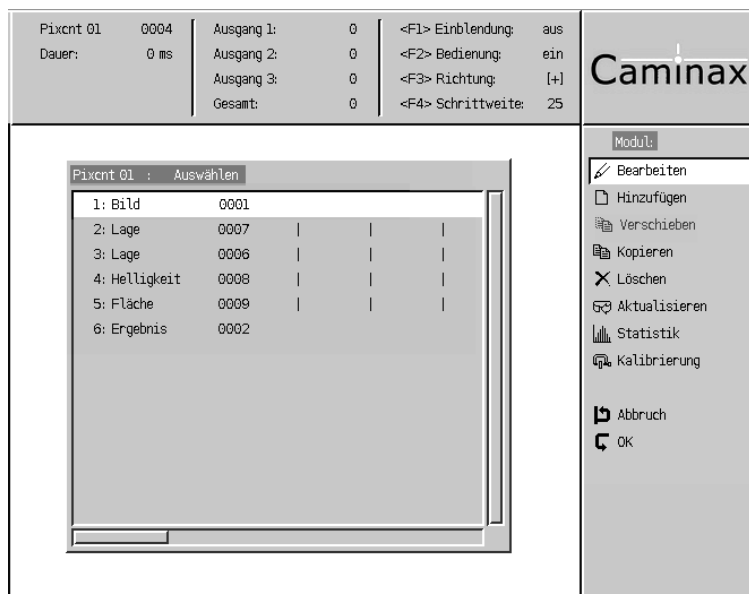 Pixcnt 01 0004
Dauer: 0 ms
Ausgang 1: 0
Ausgang 2: 0
Ausgang 3: 0
Gesamt: 0
<F1> Einblendung: aus
<F2> Bedienung: ein
<F3> Richtung: [+]
<F4> Schrittweite: 25
Caminax
Pixcnt 01 : Auswählen
1: Bild 0001
2: Lage 0007 | | |
3: Lage 0006 | | |
4: Helligkeit 0008 | | |
5: Fläche 0009 | | |
6: Ergebnis 0002
Modul:
Bearbeiten
Hinzufügen
Verschieben
Kopieren
Löschen
Aktualisieren
Statistik
Kalibrierung
Abbruch
OK